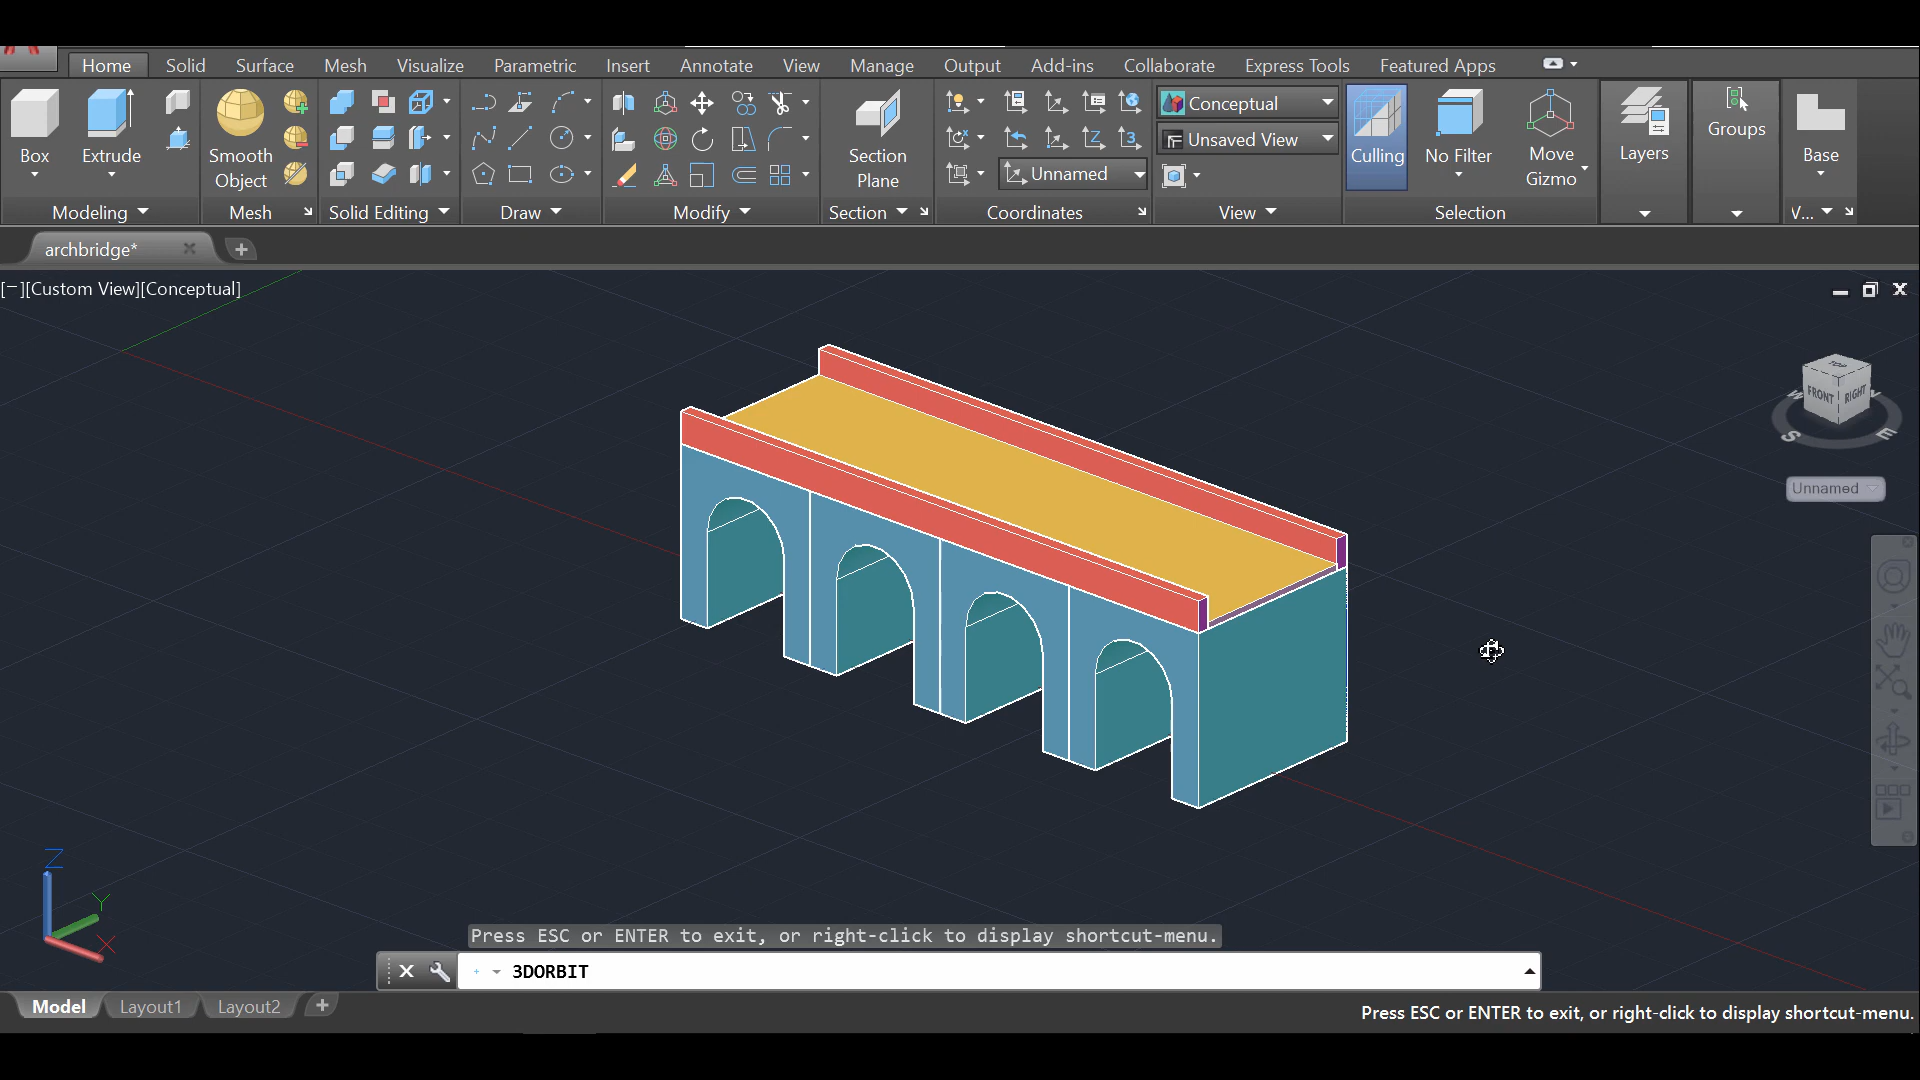 Home Solid Surface Mesh Visualize Parametric Insert Annotate View Manage Output Add-ins Collaborate Express Tools Featured Apps
Box
Extrude
Smooth
Object
Section
Plane
Conceptual
Unsaved View
Unnamed
Culling
No Filter
Move
Gizmo
Layers
Groups
Base
Modeling Mesh Solid Editing Draw Modify Section Coordinates View Selection V...
archbridge*
[−][Custom View][Conceptual]
TOP
FRONT RIGHT
W
S E
Unnamed
Z
Y
X
Press ESC or ENTER to exit, or right-click to display shortcut-menu.
3DORBIT
Model Layout1 Layout2
Press ESC or ENTER to exit, or right-click to display shortcut-menu.